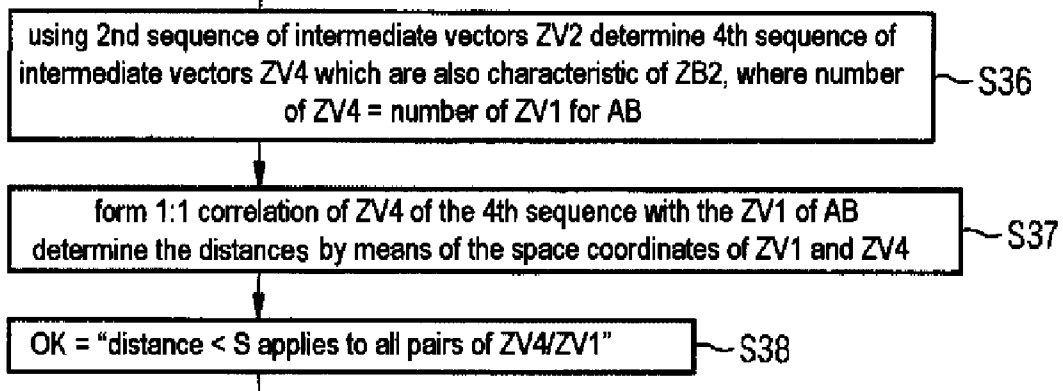 using 2nd sequence of intermediate vectors ZV2 determine 4th sequence of
intermediate vectors ZV4 which are also characteristic of ZB2, where number
of ZV4 = number of ZV1 for AB
S36
form 1:1 correlation of ZV4 of the 4th sequence with the ZV1 of AB
determine the distances by means of the space coordinates of ZV1 and ZV4
S37
OK = "distance < S applies to all pairs of ZV4/ZV1"
S38